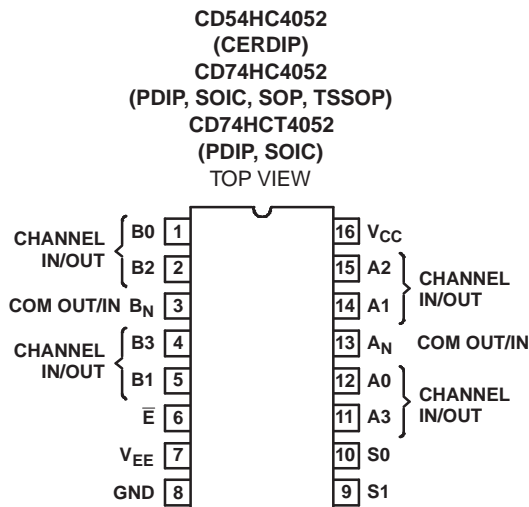 CD54HC4052
(CERDIP)
CD74HC4052
(PDIP, SOIC, SOP, TSSOP)
CD74HCT4052
(PDIP, SOIC)
TOP VIEW
CHANNEL
IN/OUT
B0 1
B2 2
COM OUT/IN BN 3
CHANNEL
IN/OUT
B3 4
B1 5
E̅ 6
VEE 7
GND 8
16 VCC
15 A2
14 A1
CHANNEL
IN/OUT
13 AN COM OUT/IN
12 A0
11 A3
CHANNEL
IN/OUT
10 S0
9 S1